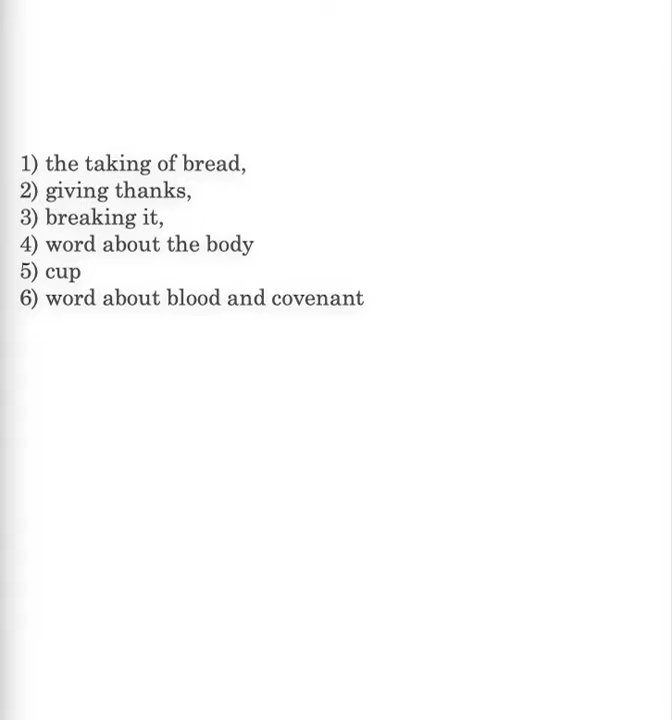 1) the taking of bread,
2) giving thanks,
3) breaking it,
4) word about the body
5) cup
6) word about blood and covenant